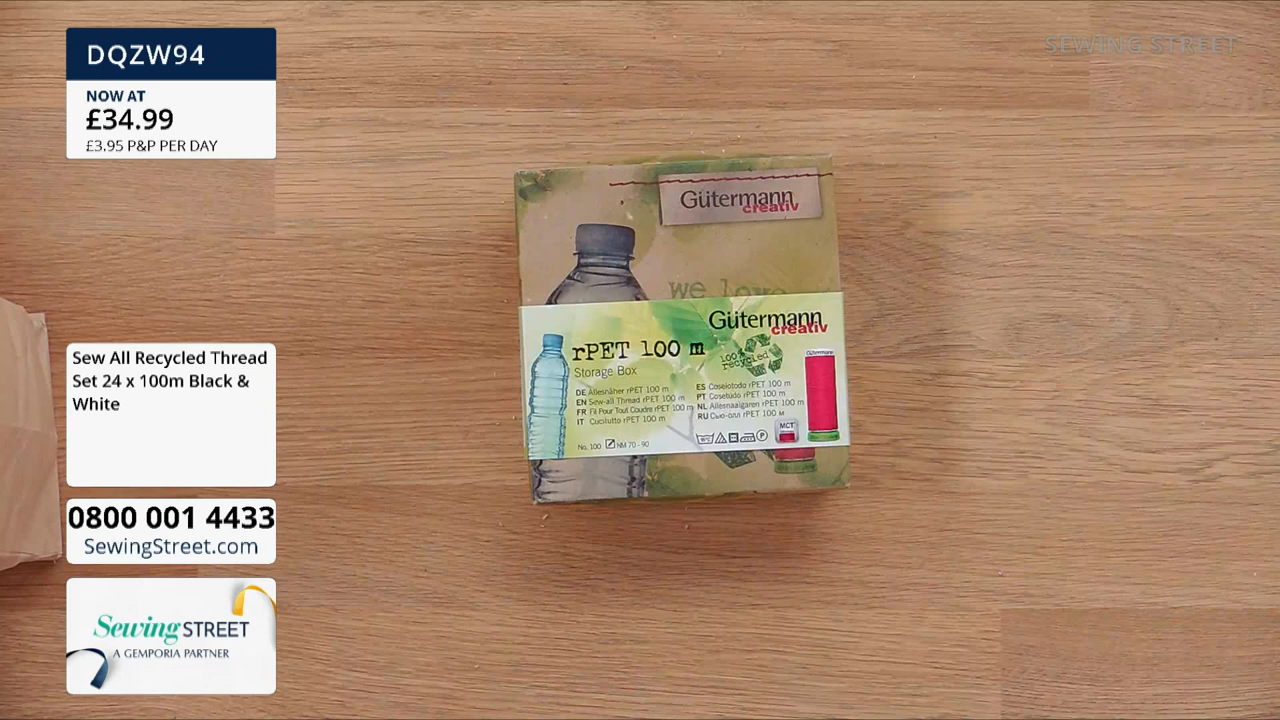 DQZW94
NOW AT
£34.99
£3.95 P&P PER DAY
SEWING STREET
Sew All Recycled Thread
Set 24 x 100m Black &
White
0800 001 4433
SewingStreet.com
Sewing STREET
A GEMPORIA PARTNER
Gütermann
creativ
we love
Gütermann
creativ
rPET 100 m
100%
recycled
Storage Box
DE Allesnäher rPET 100 m
EN Sew-all Thread rPET 100 m
FR Fil Pour Tout Coudre rPET 100 m
IT Cucitutto rPET 100 m
ES Coselotodo rPET 100 m
PT Cosetudo rPET 100 m
NL Allesnaaigaren rPET 100 m
RU Сью-олл rPET 100 м
No. 100
NM 70 - 90
MCT
Gütermann